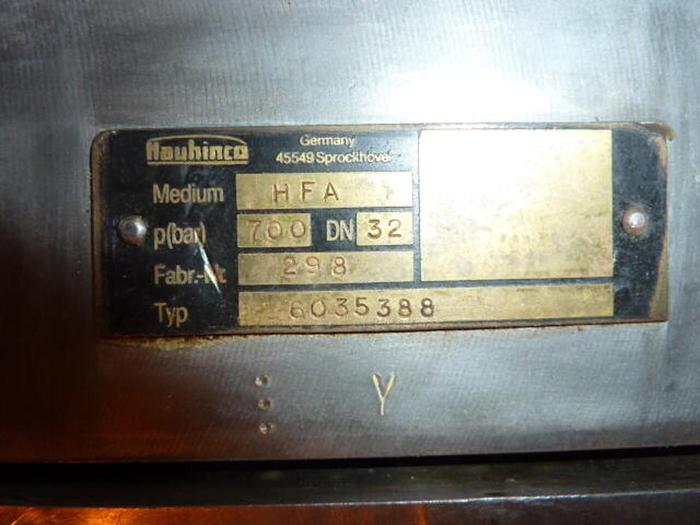 Hauhinco
Germany
45549 Sprockhövel
Medium HFA
p(bar) 700 DN 32
Fabr.-Nr. 298
Typ 6035388
Y